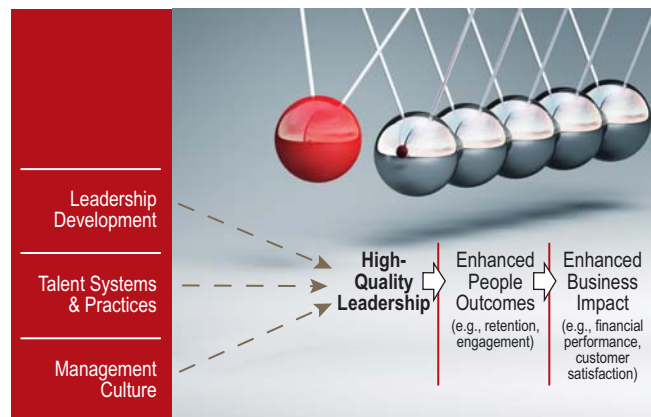 Leadership
Development
Talent Systems
& Practices
Management
Culture
High-
Quality
Leadership
Enhanced
People
Outcomes
(e.g., retention,
engagement)
Enhanced
Business
Impact
(e.g., financial
performance,
customer
satisfaction)